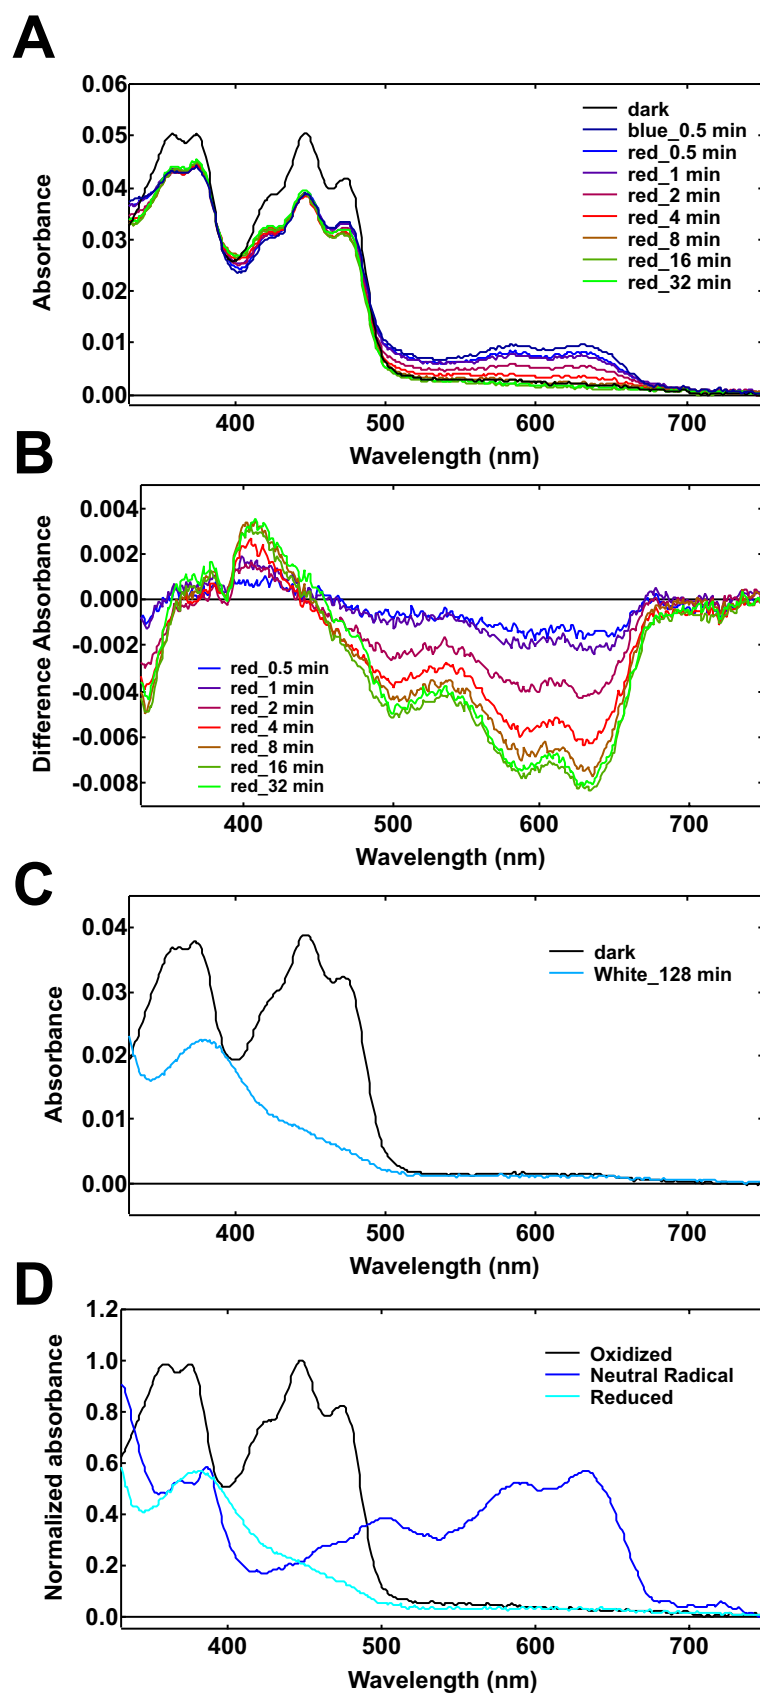 A
0.06
0.05
0.04
0.03
0.02
0.01
0.00
Absorbance
dark
blue_0.5 min
red_0.5 min
red_1 min
red_2 min
red_4 min
red_8 min
red_16 min
red_32 min
400
500
600
700
Wavelength (nm)
B
0.004
0.002
0.000
-0.002
-0.004
-0.006
-0.008
Difference Absorbance
red_0.5 min
red_1 min
red_2 min
red_4 min
red_8 min
red_16 min
red_32 min
400
500
600
700
Wavelength (nm)
C
0.04
0.03
0.02
0.01
0.00
Absorbance
dark
White_128 min
400
500
600
700
Wavelength (nm)
D
1.2
1.0
0.8
0.6
0.4
0.2
0.0
Normalized absorbance
Oxidized
Neutral Radical
Reduced
400
500
600
700
Wavelength (nm)